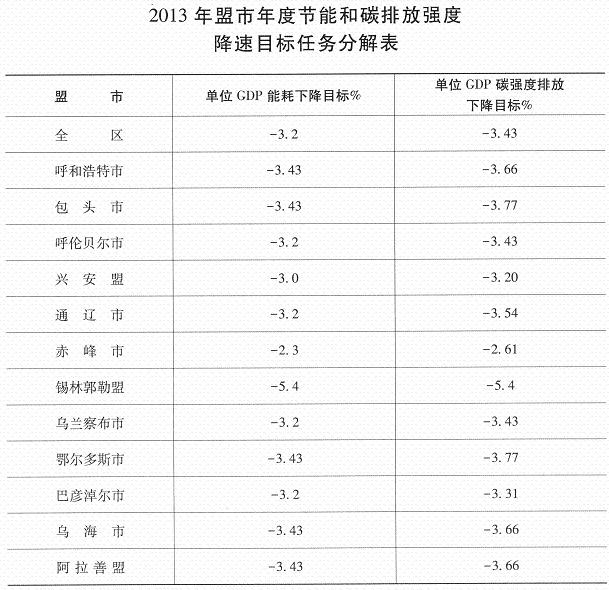 2013 年盟市年度节能和碳排放强度
降速目标任务分解表
盟 市 单位 GDP 能耗下降目标% 单位 GDP 碳强度排放
下降目标%
全 区 -3.2 -3.43
呼和浩特市 -3.43 -3.66
包 头 市 -3.43 -3.77
呼伦贝尔市 -3.2 -3.43
兴 安 盟 -3.0 -3.20
通 辽 市 -3.2 -3.54
赤 峰 市 -2.3 -2.61
锡林郭勒盟 -5.4 -5.4
乌兰察布市 -3.2 -3.43
鄂尔多斯市 -3.43 -3.77
巴彦淖尔市 -3.2 -3.31
乌 海 市 -3.43 -3.66
阿 拉 善 盟 -3.43 -3.66